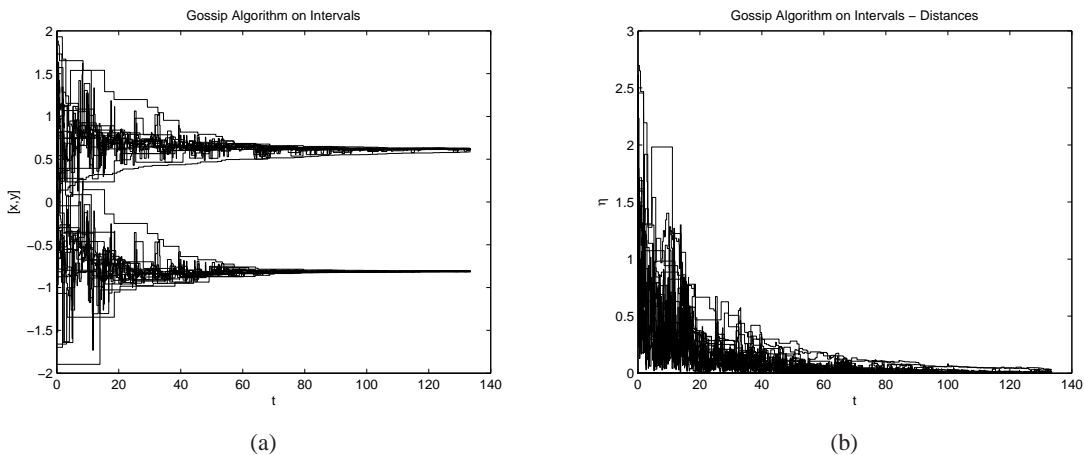 Gossip Algorithm on Intervals
2
1.5
1
0.5
0
−0.5
−1
−1.5
−2
[x,y]
0 20 40 60 80 100 120 140
t
(a)
Gossip Algorithm on Intervals − Distances
3
2.5
2
1.5
1
0.5
0
η
0 20 40 60 80 100 120 140
t
(b)